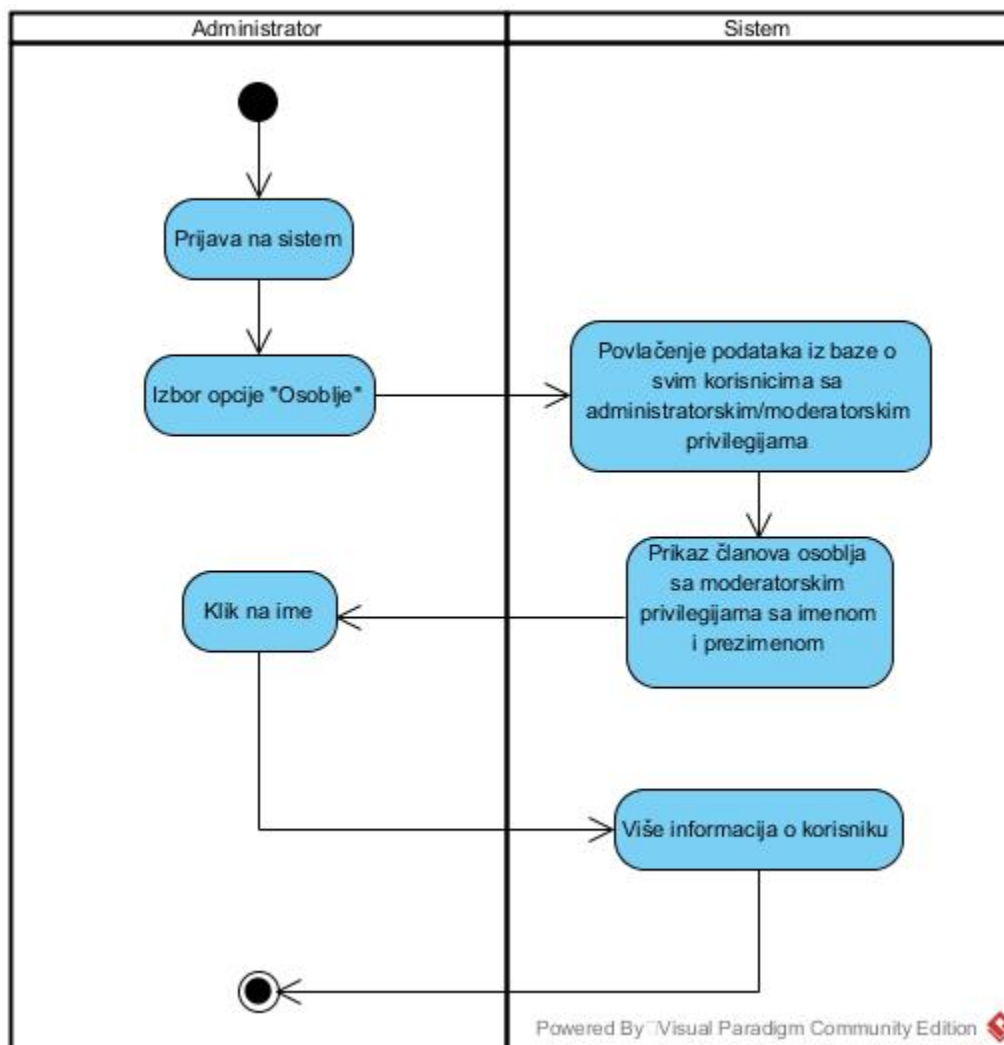 Administrator
Sistem
Prijava na sistem
Izbor opcije "Osoblje"
Povlačenje podataka iz baze o
svim korisnicima sa
administratorskim/moderatorskim
privilegijama
Prikaz članova osoblja
sa moderatorskim
privilegijama sa imenom
i prezimenom
Klik na ime
Više informacija o korisniku
Powered By Visual Paradigm Community Edition